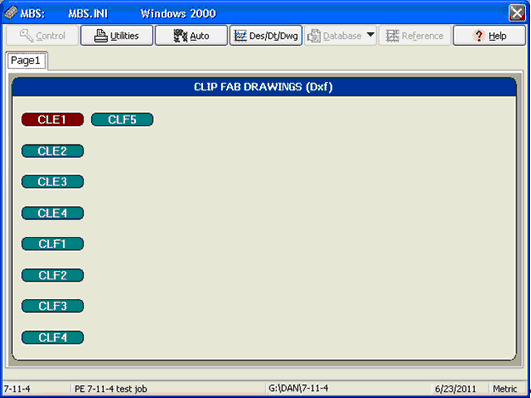 MBS: MBS.INI Windows 2000
Control Utilities Auto Des/Dt/Dwg Database Reference Help
Page1
CLIP FAB DRAWINGS (Dxf)
CLE1 CLF5
CLE2
CLE3
CLE4
CLF1
CLF2
CLF3
CLF4
7-11-4 PE 7-11-4 test job G:\DAN\7-11-4 6/23/2011 Metric